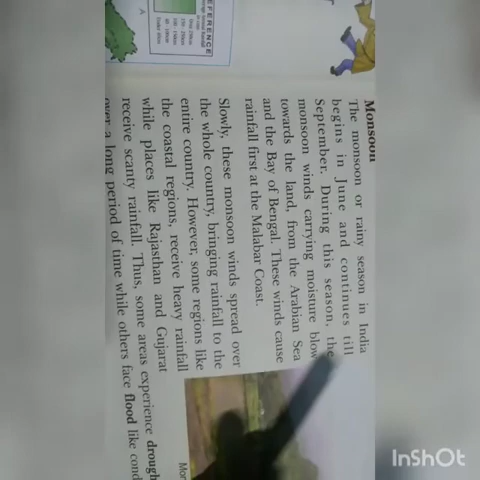 Monsoon
The monsoon or rainy season in India
begins in June and continues till
September. During this season, the
monsoon winds carrying moisture blow
towards the land, from the Arabian Sea
and the Bay of Bengal. These winds cause
rainfall first at the Malabar Coast.
Slowly, these monsoon winds spread over
the whole country, bringing rainfall to the
entire country. However, some regions like
the coastal regions, receive heavy rainfall
while places like Rajasthan and Gujarat
receive scanty rainfall. Thus, some areas experience drough
over a long period of time while others face flood like cond
EFERENCE
A
Mon
InShOt